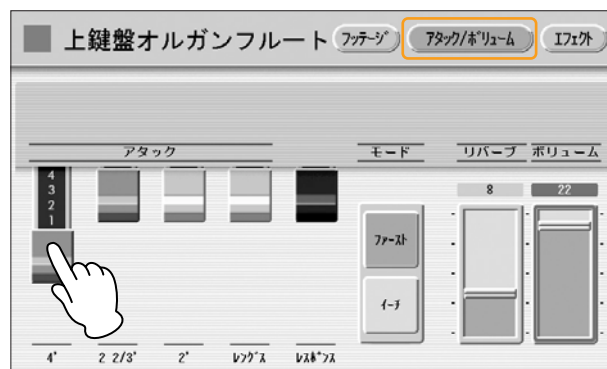 上鍵盤オルガンフルート フッテージ アタック/ボリューム エフェクト
アタック モード リバーブ ボリューム
4
3
2
1
8 22
ファースト
イーチ
4' 2 2/3' 2' レングス レスポンス